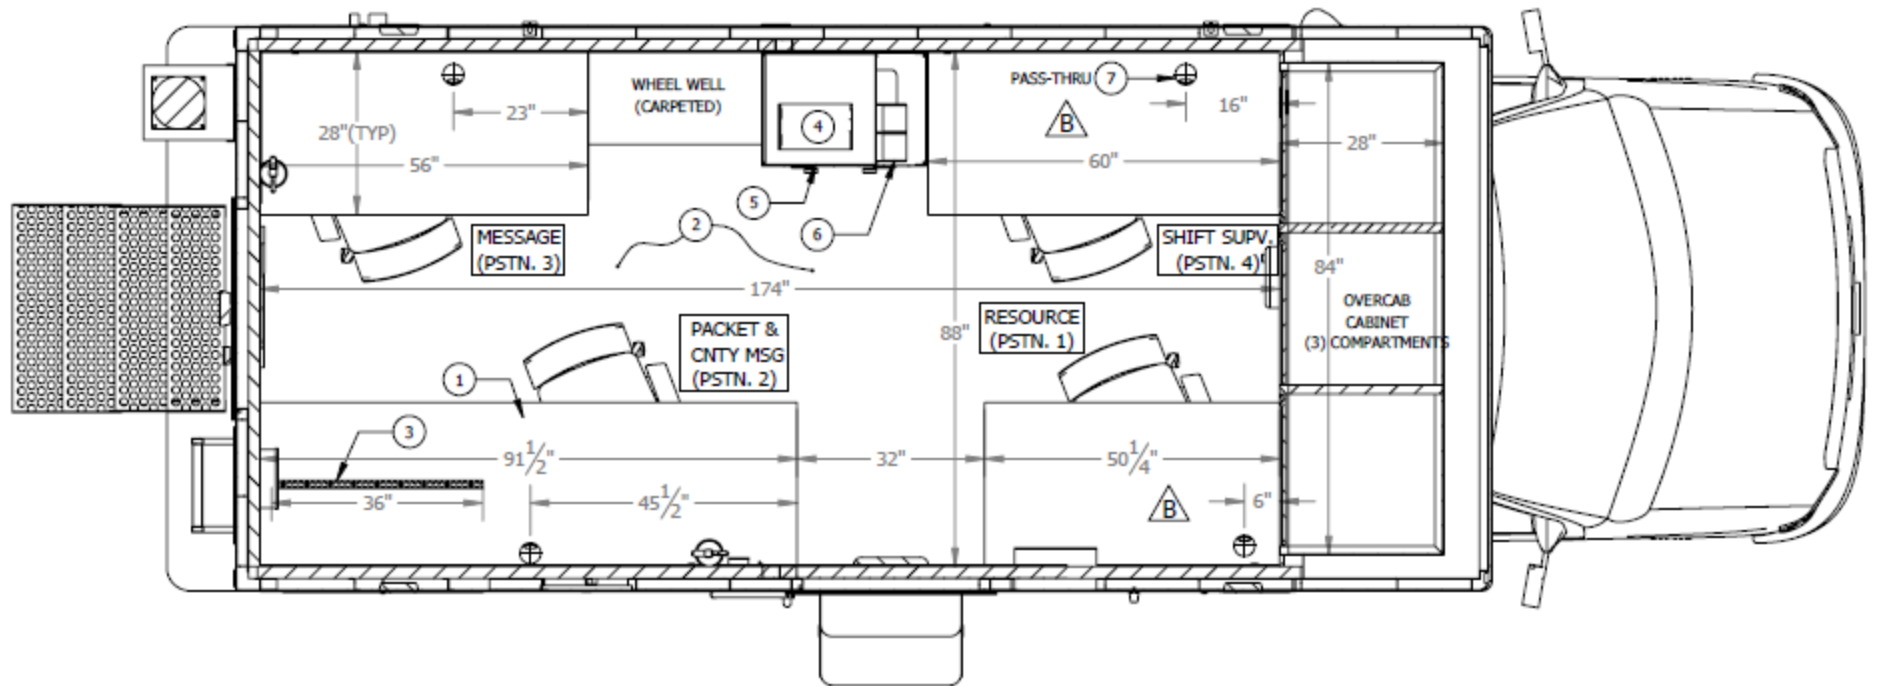 WHEEL WELL
(CARPETED)
PASS-THRU
7
4
B
16"
23"
28"(TYP)
28"
56"
60"
5
2
6
MESSAGE
(PSTN. 3)
SHIFT SUPV.
(PSTN. 4)
84"
174"
OVERCAB
CABINET
(3) COMPARTMENTS
PACKET &
CNTY MSG
(PSTN. 2)
88"
RESOURCE
(PSTN. 1)
1
3
91 1/2"
32"
50 1/4"
36"
45 1/2"
B
6"